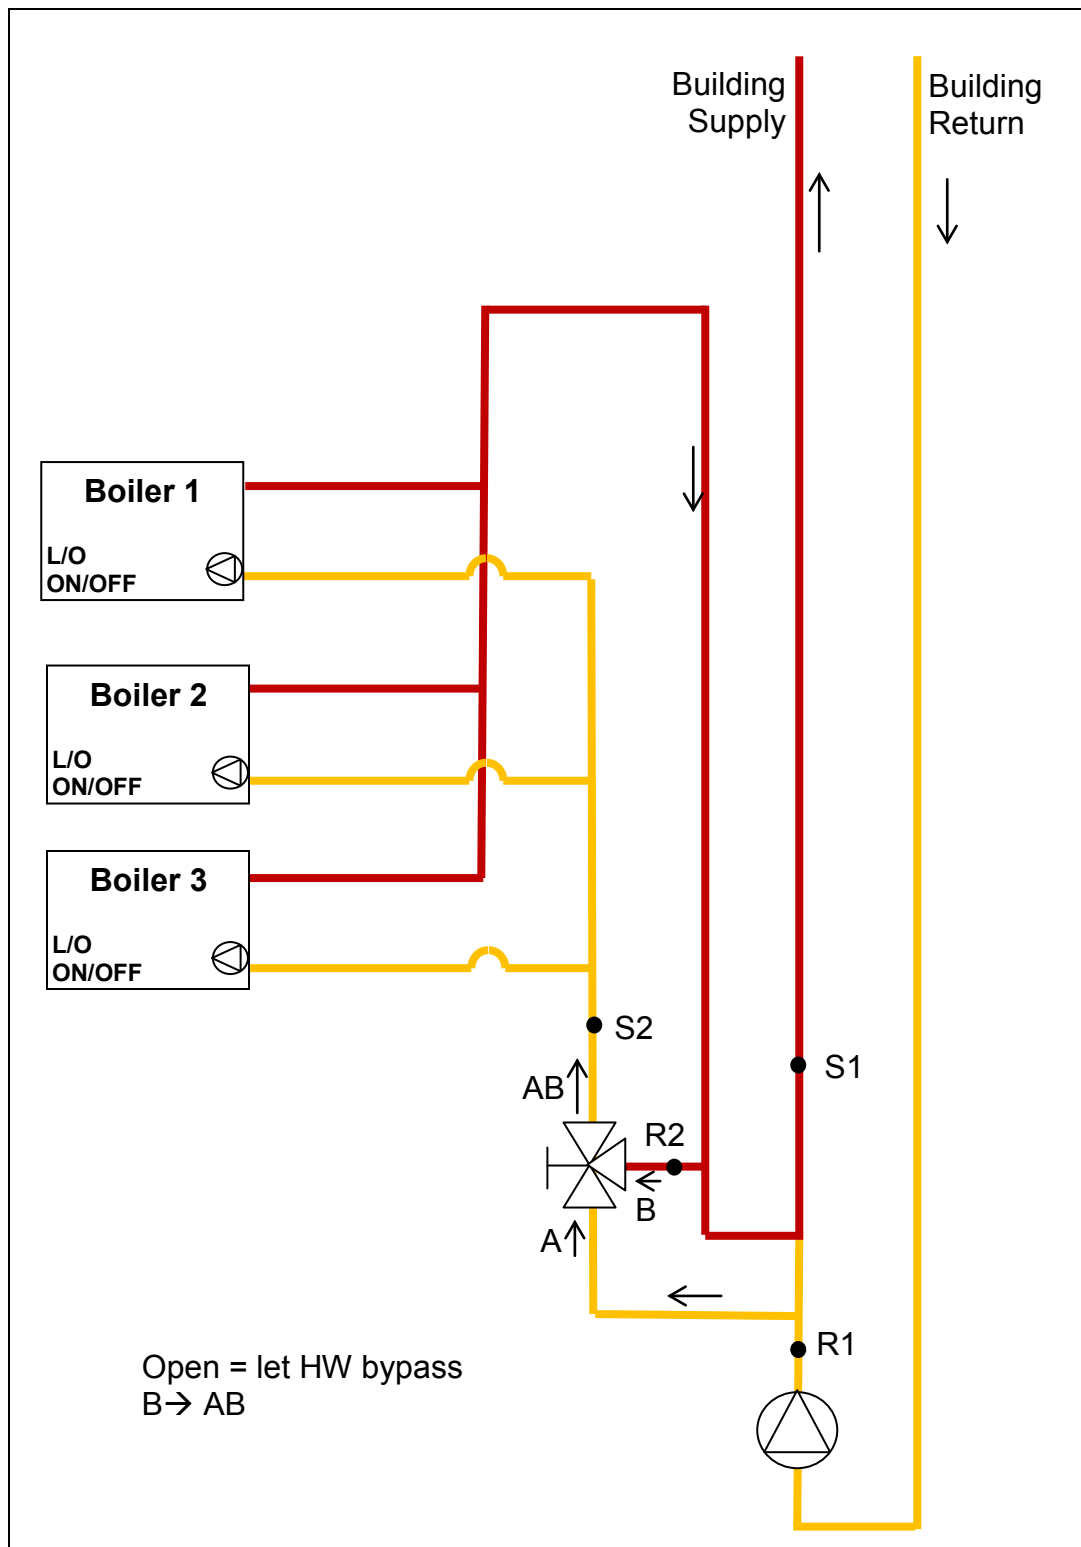 Building
Supply
Building
Return
Boiler 1
L/O
ON/OFF
Boiler 2
L/O
ON/OFF
Boiler 3
L/O
ON/OFF
S2
S1
AB
R2
B
A
R1
Open = let HW bypass
B→ AB